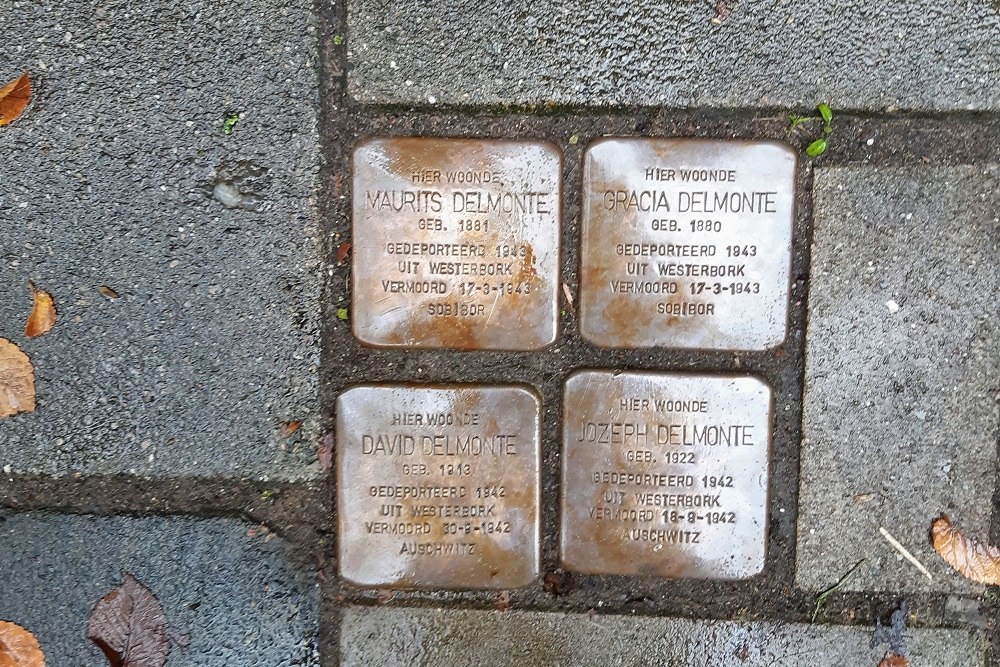 HIER WOONDE
MAURITS DELMONTE
GEB. 1881
GEDEPORTEERD 1943
UIT WESTERBORK
VERMOORD 17-3-1943
SOBIBOR
HIER WOONDE
GRACIA DELMONTE
GEB. 1880
GEDEPORTEERD 1943
UIT WESTERBORK
VERMOORD 17-3-1943
SOBIBOR
HIER WOONDE
DAVID DELMONTE
GEB. 1913
GEDEPORTEERD 1942
UIT WESTERBORK
VERMOORD 30-9-1942
AUSCHWITZ
HIER WOONDE
JOZEPH DELMONTE
GEB. 1922
GEDEPORTEERD 1942
UIT WESTERBORK
VERMOORD 18-9-1942
AUSCHWITZ